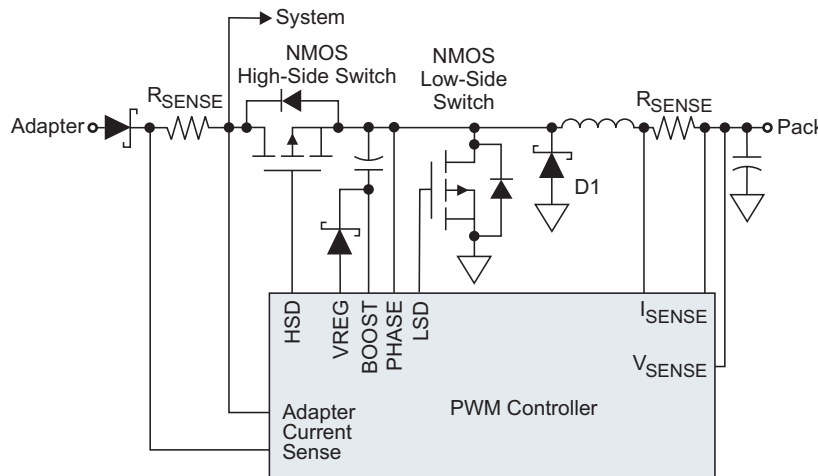 System
NMOS
High-Side Switch
NMOS
Low-Side
Switch
RSENSE
RSENSE
Adapter
Pack
D1
HSD
VREG
BOOST
PHASE
LSD
ISENSE
VSENSE
Adapter
Current
Sense
PWM Controller